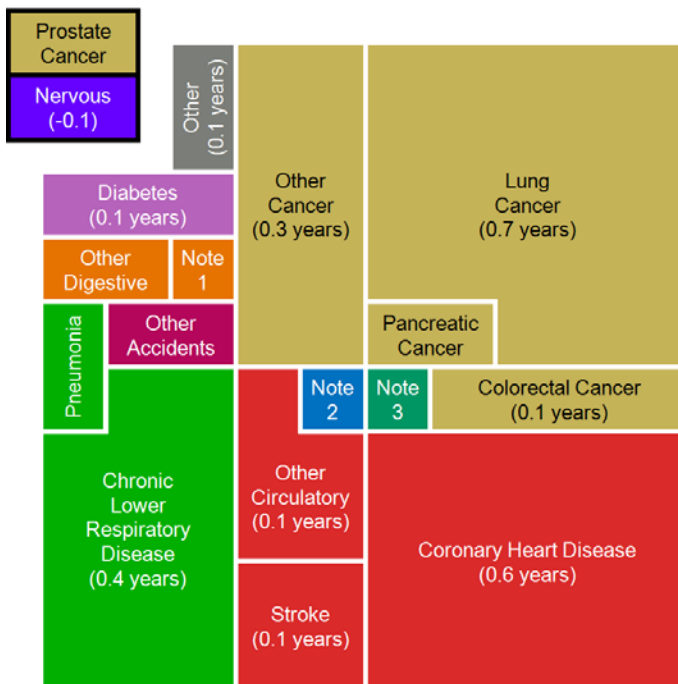 Prostate
Cancer
Nervous
(-0.1)
Other
(0.1 years)
Diabetes
(0.1 years)
Other
Digestive
Note
1
Pneumonia
Other
Accidents
Other
Cancer
(0.3 years)
Lung
Cancer
(0.7 years)
Pancreatic
Cancer
Note
2
Note
3
Colorectal Cancer
(0.1 years)
Chronic
Lower
Respiratory
Disease
(0.4 years)
Other
Circulatory
(0.1 years)
Stroke
(0.1 years)
Coronary Heart Disease
(0.6 years)